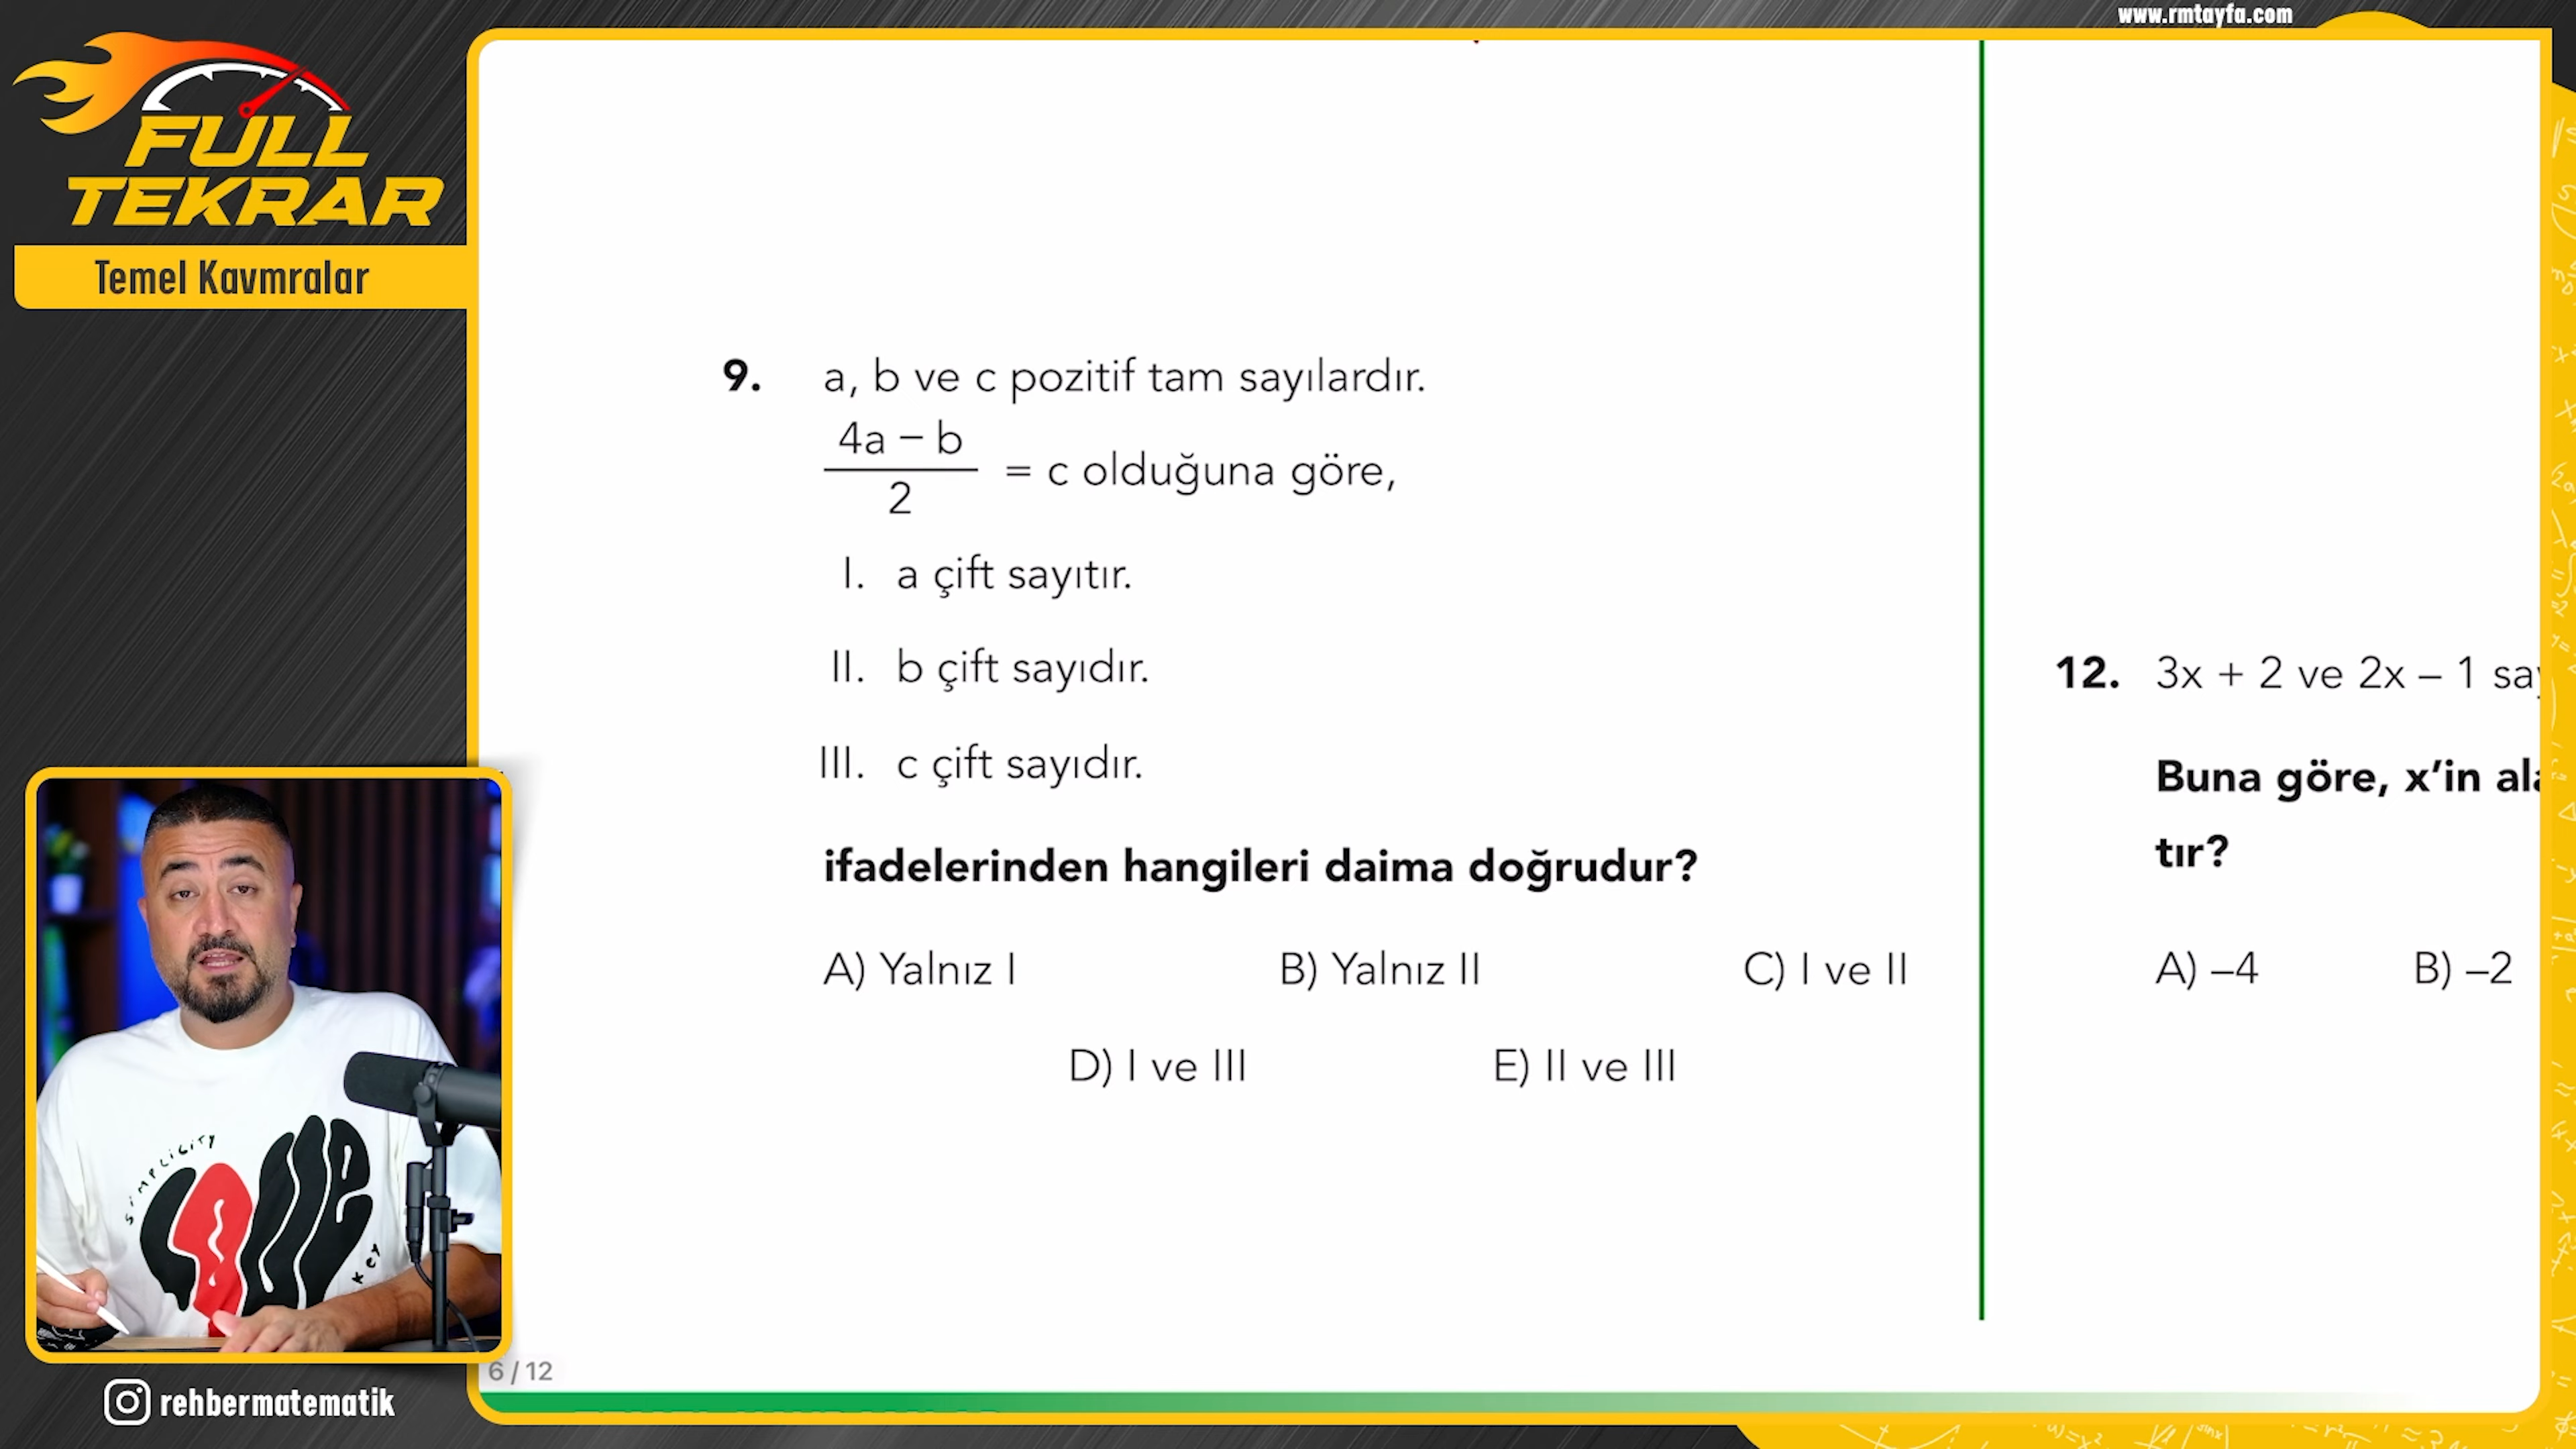 www.rmtayfa.com
FULL
TEKRAR
Temel Kavmralar
9. a, b ve c pozitif tam sayılardır.
4a – b
2
= c olduğuna göre,
I. a çift sayıtır.
II. b çift sayıdır.
III. c çift sayıdır.
ifadelerinden hangileri daima doğrudur?
A) Yalnız I B) Yalnız II C) I ve II
D) I ve III E) II ve III
12. 3x + 2 ve 2x – 1
Buna göre, x’in
tır?
A) –4 B) –2
SIMPLICITY
KEY
6 / 12
rehbermatematik